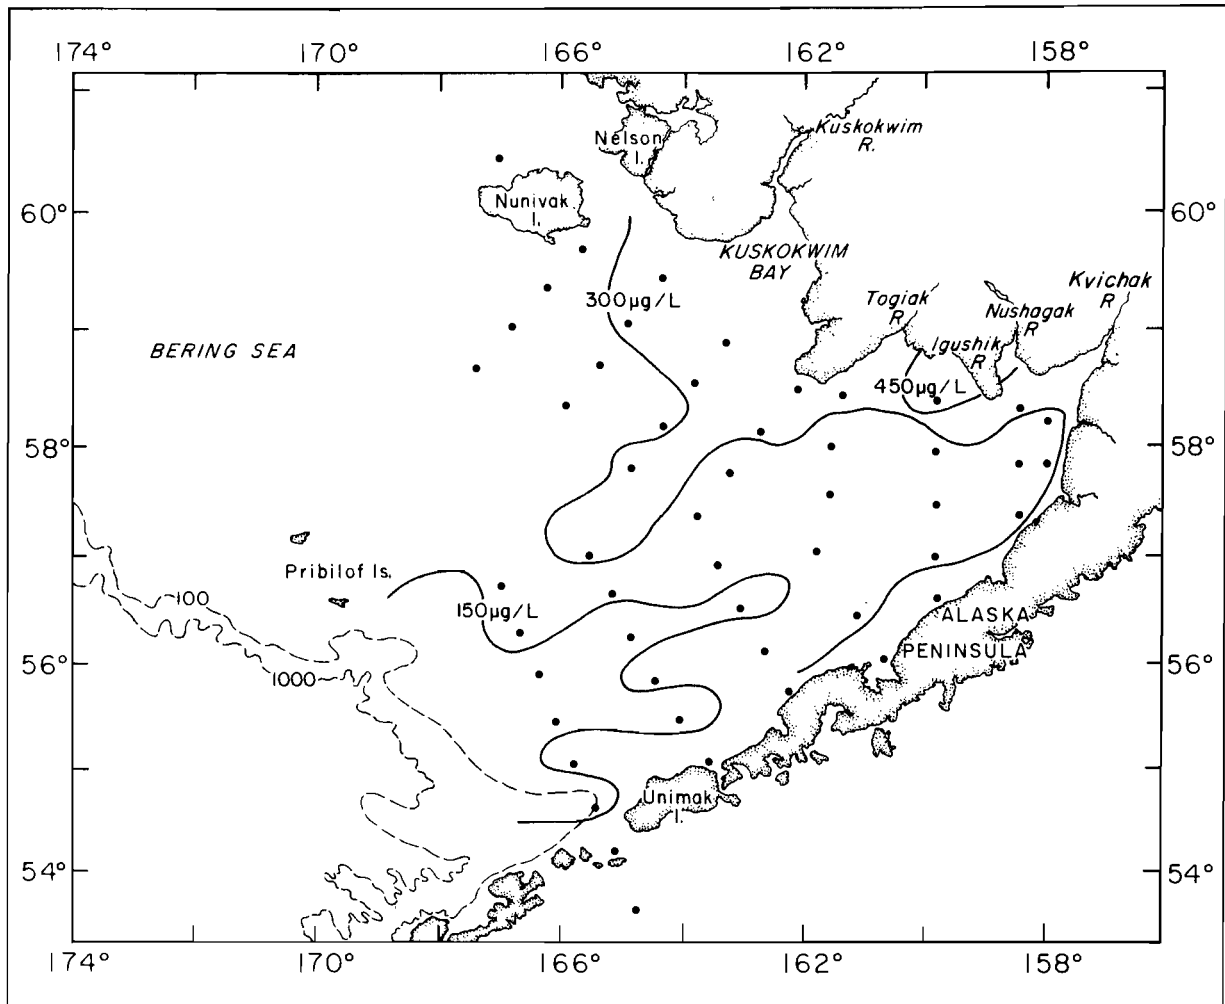 174° 170° 166° 162° 158°
Nelson
I.
Kuskokwim
R.
Nunivak
I.
60° 60°
KUSKOKWIM
BAY
Kvichak
R
Togiak
R
Nushagak
R
300µg/L
Igushik
R
BERING SEA
450µg/L
58° 58°
Pribilof Is.
100
150µg/L
ALASKA
PENINSULA
56° 56°
1000
Unimak
I.
54° 54°
174° 170° 166° 162° 158°